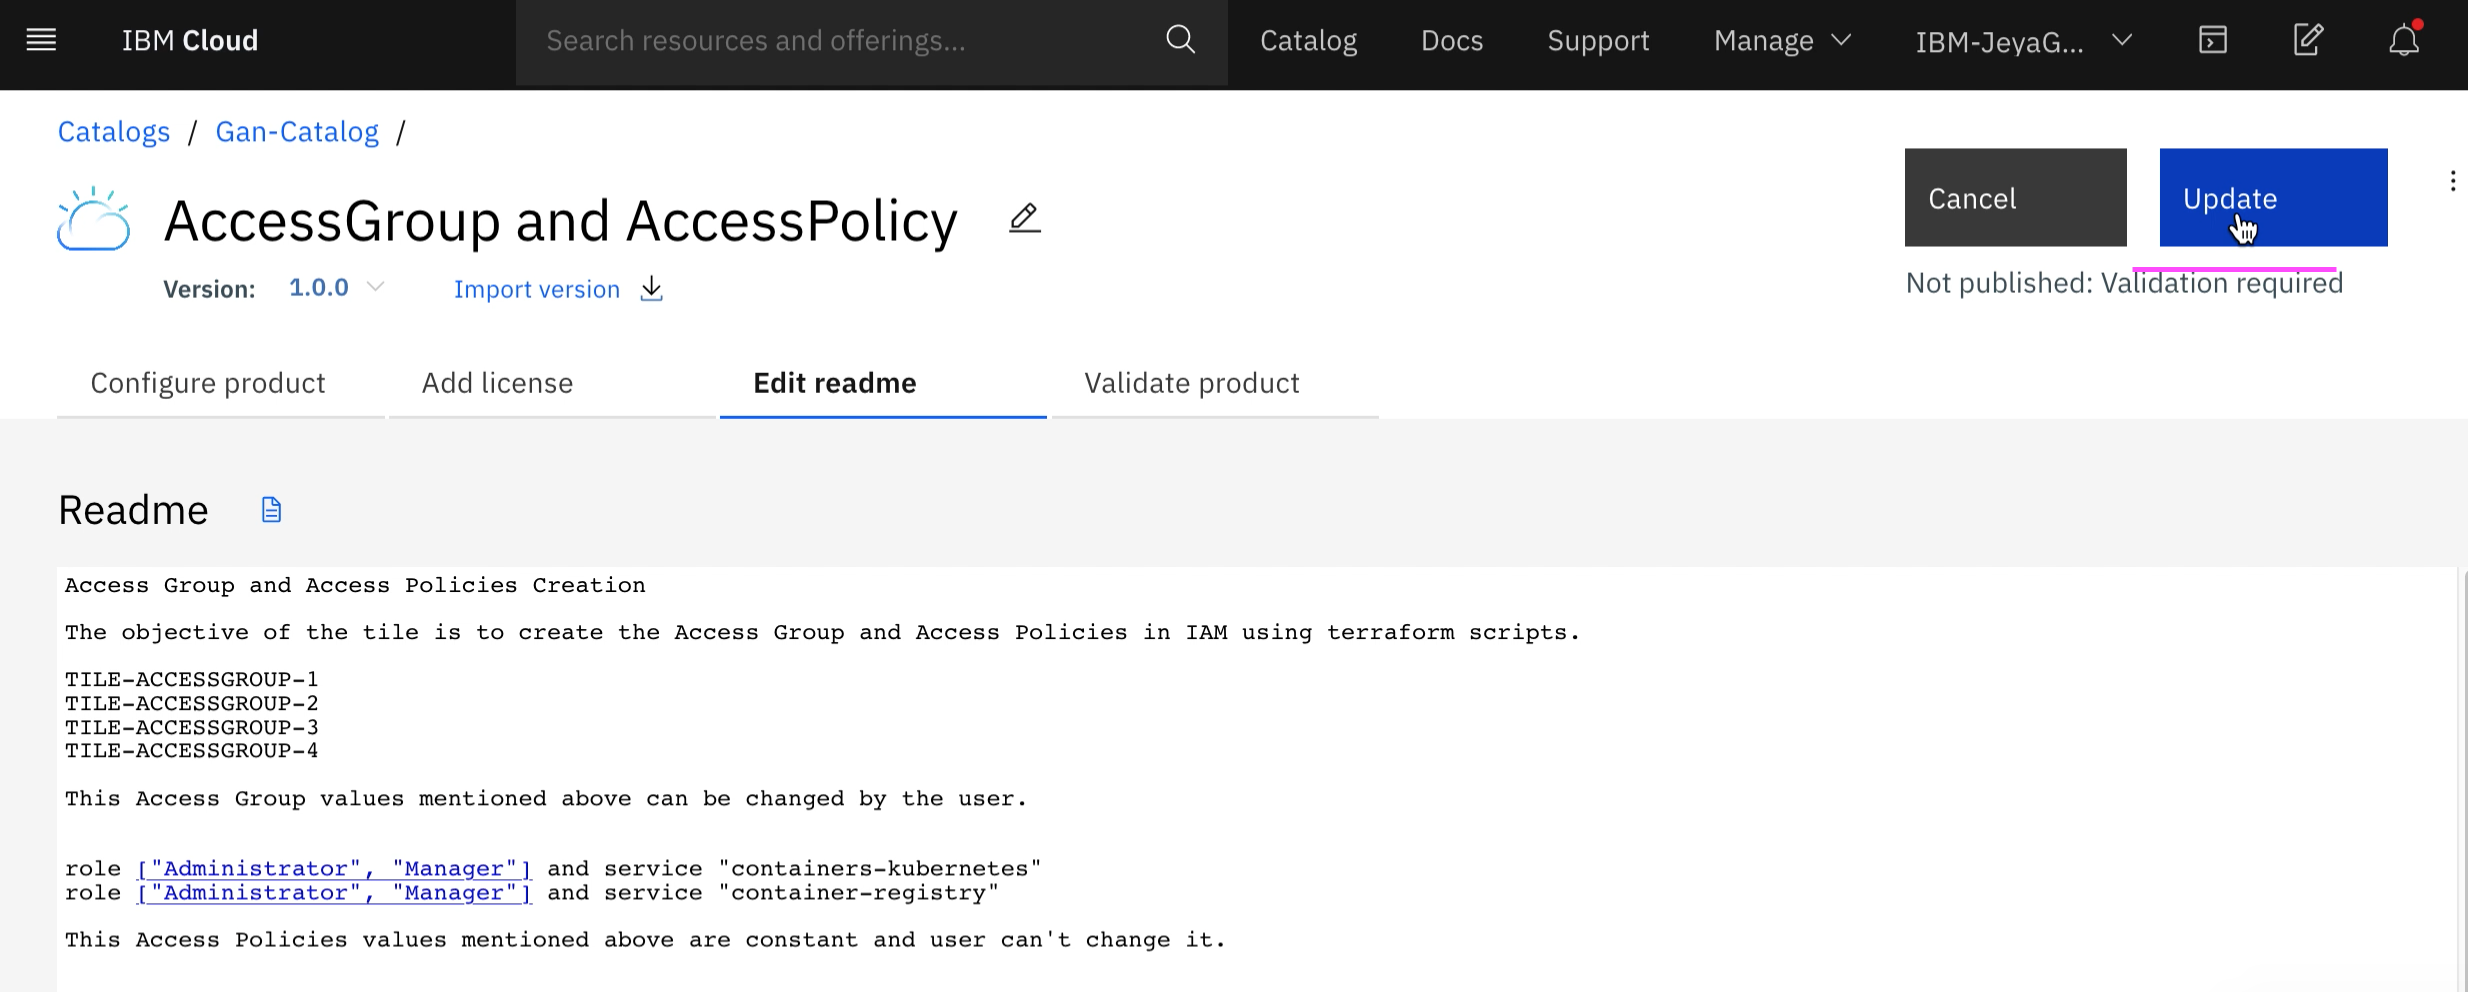 IBM Cloud
Search resources and offerings...
Catalog
Docs
Support
Manage
IBM-JeyaG...
Catalogs / Gan-Catalog /
AccessGroup and AccessPolicy
Cancel
Update
Version: 1.0.0
Import version
Not published: Validation required
Configure product
Add license
Edit readme
Validate product
Readme
Access Group and Access Policies Creation
The objective of the tile is to create the Access Group and Access Policies in IAM using terraform scripts.
TILE-ACCESSGROUP-1
TILE-ACCESSGROUP-2
TILE-ACCESSGROUP-3
TILE-ACCESSGROUP-4
This Access Group values mentioned above can be changed by the user.
role ["Administrator", "Manager"] and service "containers-kubernetes"
role ["Administrator", "Manager"] and service "container-registry"
This Access Policies values mentioned above are constant and user can't change it.